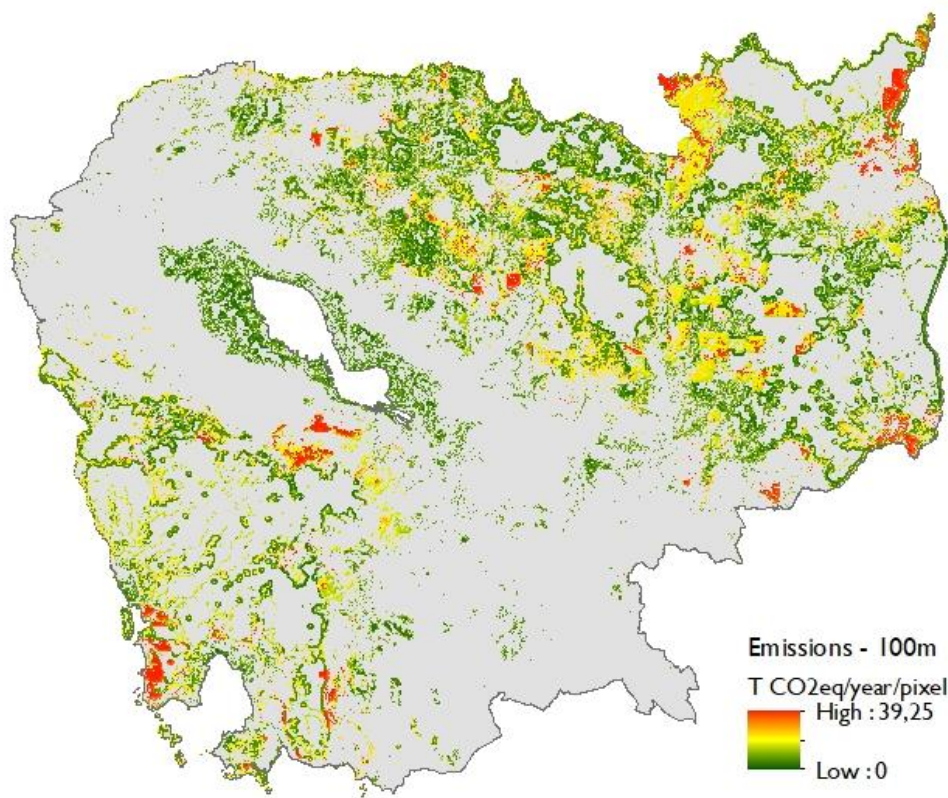 Emissions - 100m
T CO2eq/year/pixel
High : 39,25
Low : 0